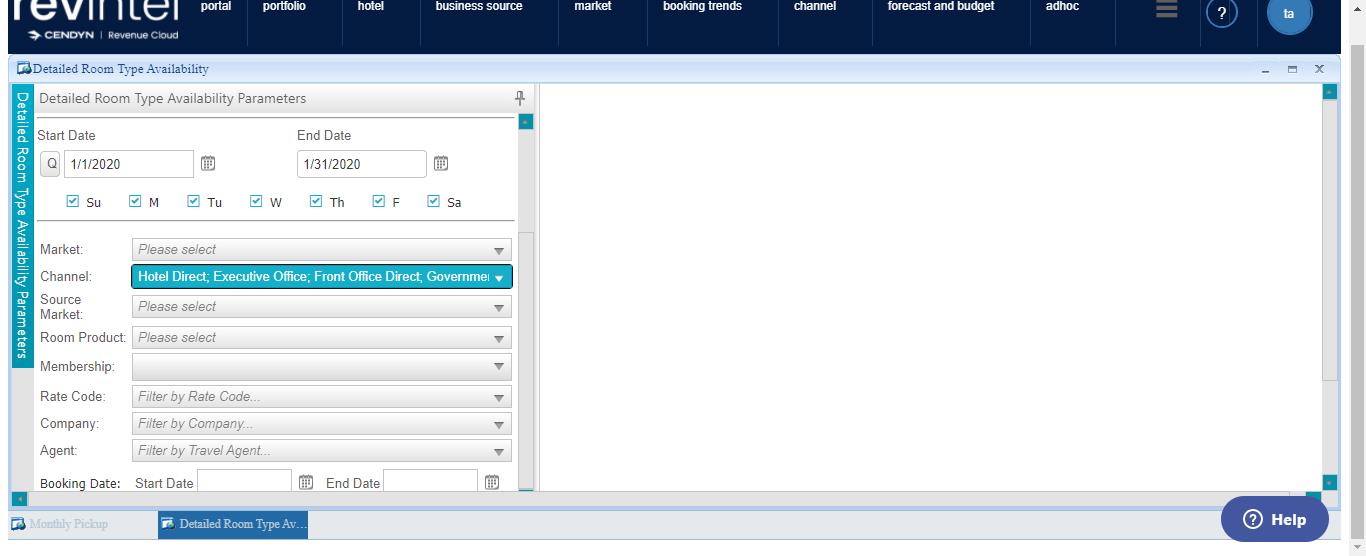 revintel
portal portfolio hotel business source market booking trends channel forecast and budget adhoc
? ta
CENDYN | Revenue Cloud
Detailed Room Type Availability
Detailed Room Type Availability Parameters
Detailed Room Type Availability Parameters
Start Date End Date
Q 1/1/2020 1/31/2020
Su M Tu W Th F Sa
Market: Please select
Channel: Hotel Direct; Executive Office; Front Office Direct; Governme
Source Market: Please select
Room Product: Please select
Membership:
Rate Code: Filter by Rate Code...
Company: Filter by Company...
Agent: Filter by Travel Agent...
Booking Date: Start Date End Date
Monthly Pickup Detailed Room Type Av...
? Help